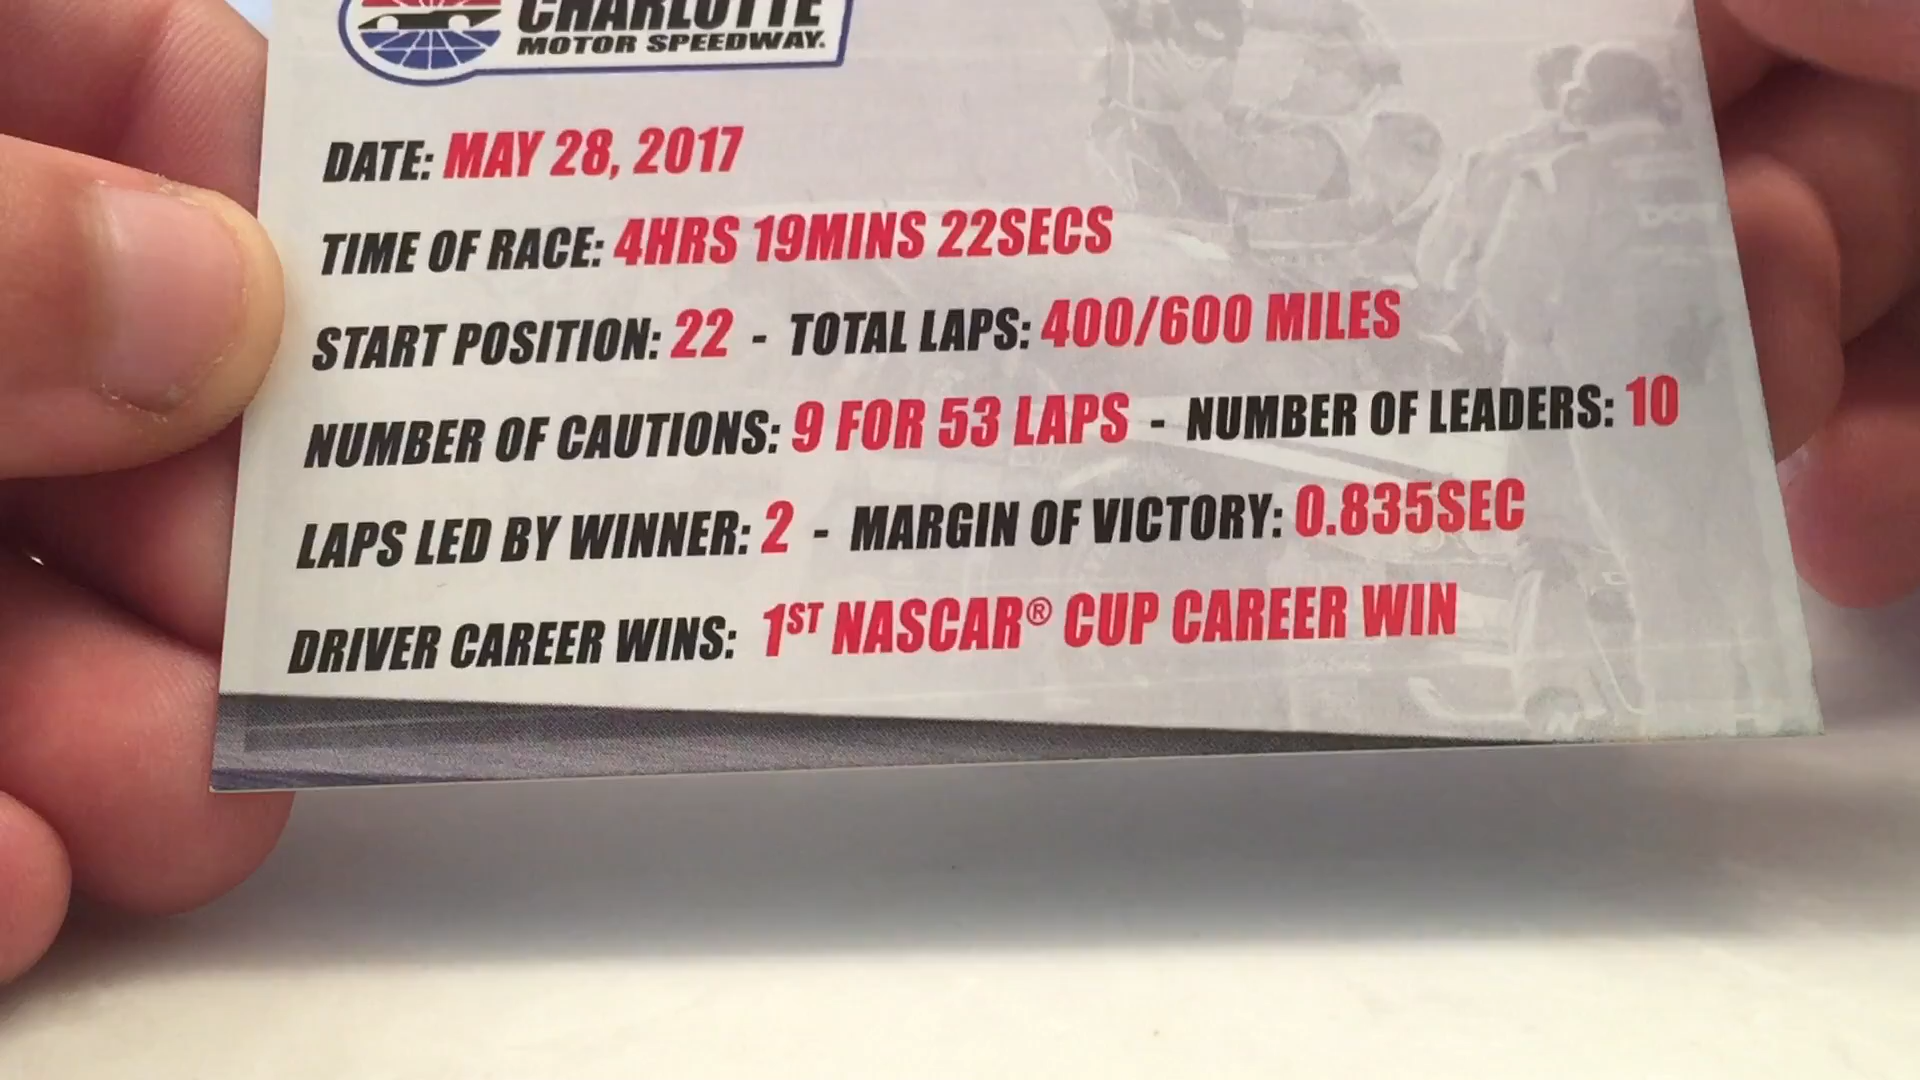 CHARLOTTE
MOTOR SPEEDWAY.
DATE: MAY 28, 2017
TIME OF RACE: 4HRS 19MINS 22SECS
START POSITION: 22 - TOTAL LAPS: 400/600 MILES
NUMBER OF CAUTIONS: 9 FOR 53 LAPS - NUMBER OF LEADERS: 10
LAPS LED BY WINNER: 2 - MARGIN OF VICTORY: 0.835SEC
DRIVER CAREER WINS: 1ST NASCAR® CUP CAREER WIN